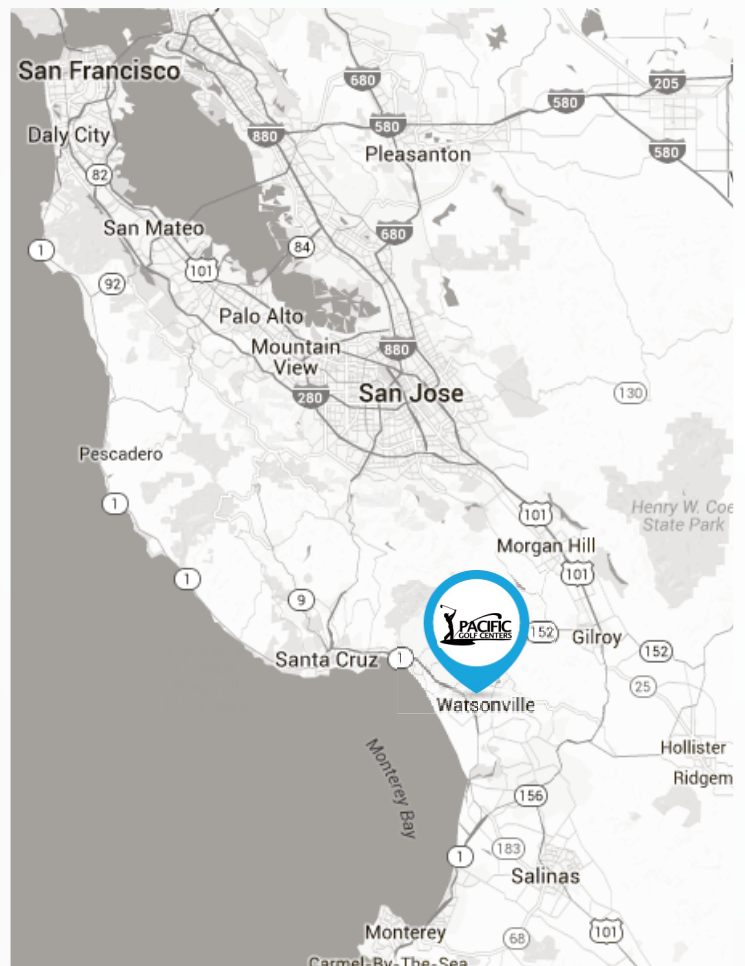 680
205
San Francisco
580
580
880
Daly City
Pleasanton
580
82
San Mateo
680
1
84
101
92
Palo Alto
Mountain
View
880
San Jose
280
130
Pescadero
1
101
Henry W. Coe
State Park
Morgan Hill
1
101
9
PACIFIC
GOLF CENTERS
152
Gilroy
Santa Cruz
1
152
25
Watsonville
Hollister
Ridgem
Monterey Bay
156
183
1
Salinas
Monterey
68
101
Carmel-By-The-Sea